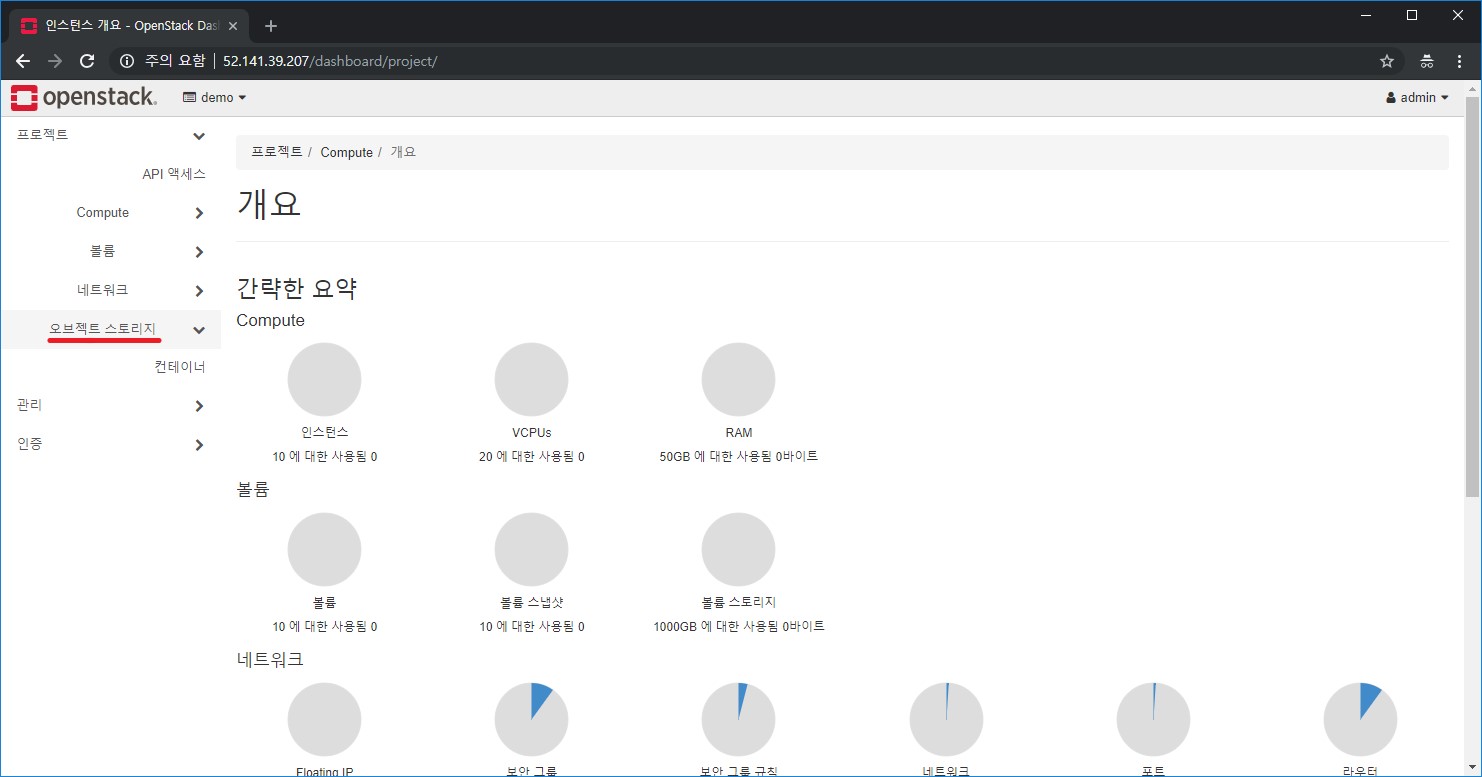 인스턴스 개요 - OpenStack Das
주의 요함 52.141.39.207/dashboard/project/
openstack. demo admin
프로젝트
API 액세스
Compute
볼륨
네트워크
오브젝트 스토리지
컨테이너
관리
인증
프로젝트 / Compute / 개요
개요
간략한 요약
Compute
인스턴스 VCPUs RAM
10 에 대한 사용됨 0 20 에 대한 사용됨 0 50GB 에 대한 사용됨 0바이트
볼륨
볼륨 볼륨 스냅샷 볼륨 스토리지
10 에 대한 사용됨 0 10 에 대한 사용됨 0 1000GB 에 대한 사용됨 0바이트
네트워크
Floating IP 보안 그룹 보안 그룹 규칙 네트워크 포트 라우터